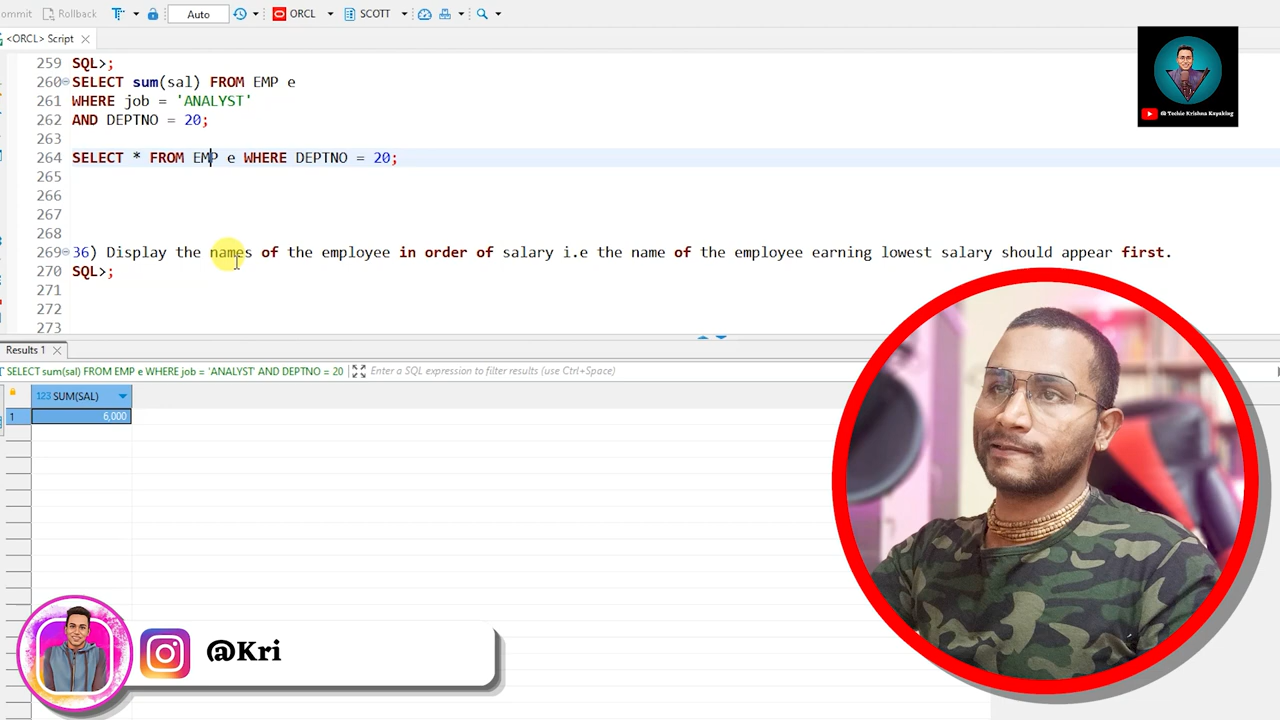 ommit Rollback Auto ORCL SCOTT
<ORCL> Script
259 SQL>;
260 SELECT sum(sal) FROM EMP e
261 WHERE job = 'ANALYST'
262 AND DEPTNO = 20;
263
264 SELECT * FROM EMP e WHERE DEPTNO = 20;
265
266
267
268
269 36) Display the names of the employee in order of salary i.e the name of the employee earning lowest salary should appear first.
270 SQL>;
271
272
273
@ Techie Krishna Kayaking
Results 1
SELECT sum(sal) FROM EMP e WHERE job = 'ANALYST' AND DEPTNO = 20 Enter a SQL expression to filter results (use Ctrl+Space)
123 SUM(SAL)
1 6,000
@Kri